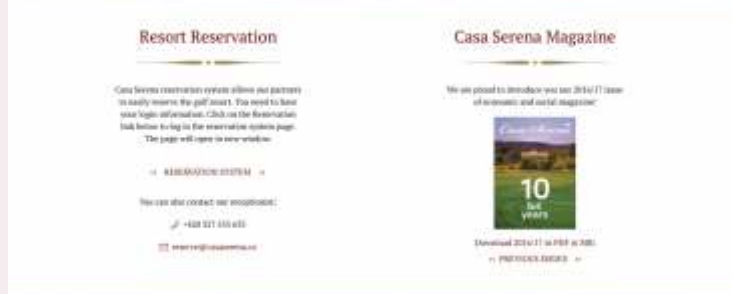 Resort Reservation
Casa Serena reservation system allows our partners
to easily reserve the golf resort. You need to have
your login information. Click on the Reservation
link below to log in the reservation system page.
The page will open in new window.
RESERVATION SYSTEM
You can also contact our receptionist:
Casa Serena Magazine
We are proud to introduce you our 2016/17 issue
of economic and social magazine!
Casa Serena
10
years
Download 2016/17 in PDF
PREVIOUS ISSUES